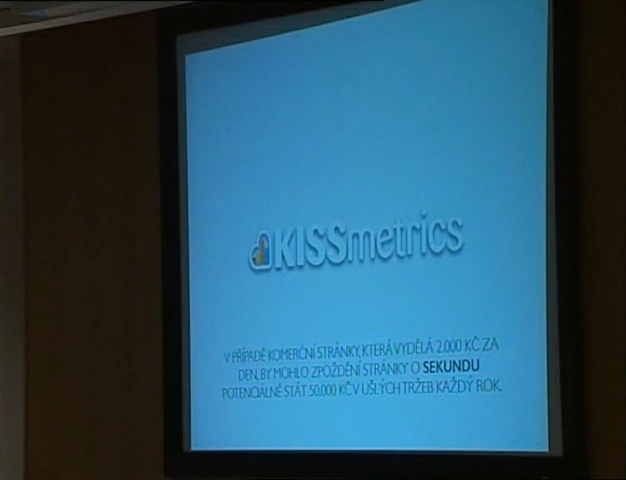 KISSmetrics
V PŘÍPADĚ KOMERČNÍ STRÁNKY, KTERÁ VYDĚLÁ 2.000 KČ ZA
DEN, BY MOHLO ZPOŽDĚNÍ STRÁNKY O SEKUNDU
POTENCIÁLNĚ STÁT 50.000 KČ V UŠLÝCH TRŽEB KAŽDÝ ROK.